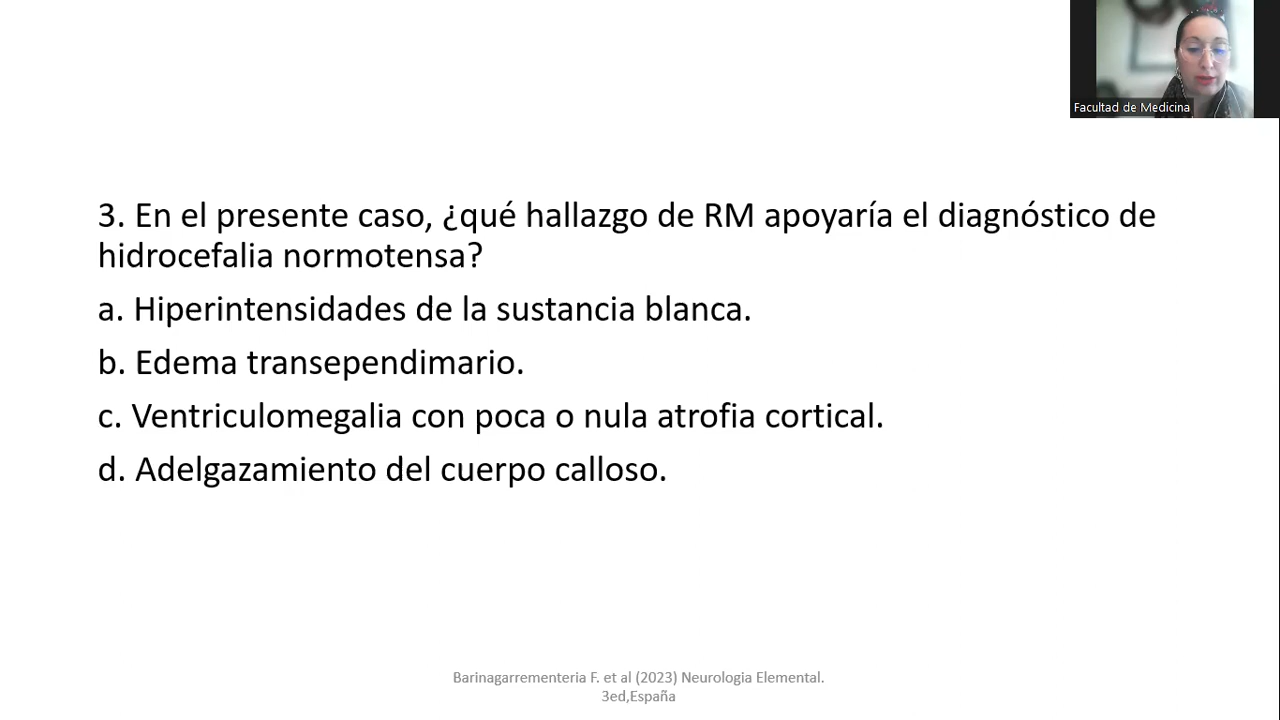 Facultad de Medicina
3. En el presente caso, ¿qué hallazgo de RM apoyaría el diagnóstico de
hidrocefalia normotensa?
a. Hiperintensidades de la sustancia blanca.
b. Edema transependimario.
c. Ventriculomegalia con poca o nula atrofia cortical.
d. Adelgazamiento del cuerpo calloso.
Barinagarrementeria F. et al (2023) Neurologia Elemental.
3ed,España